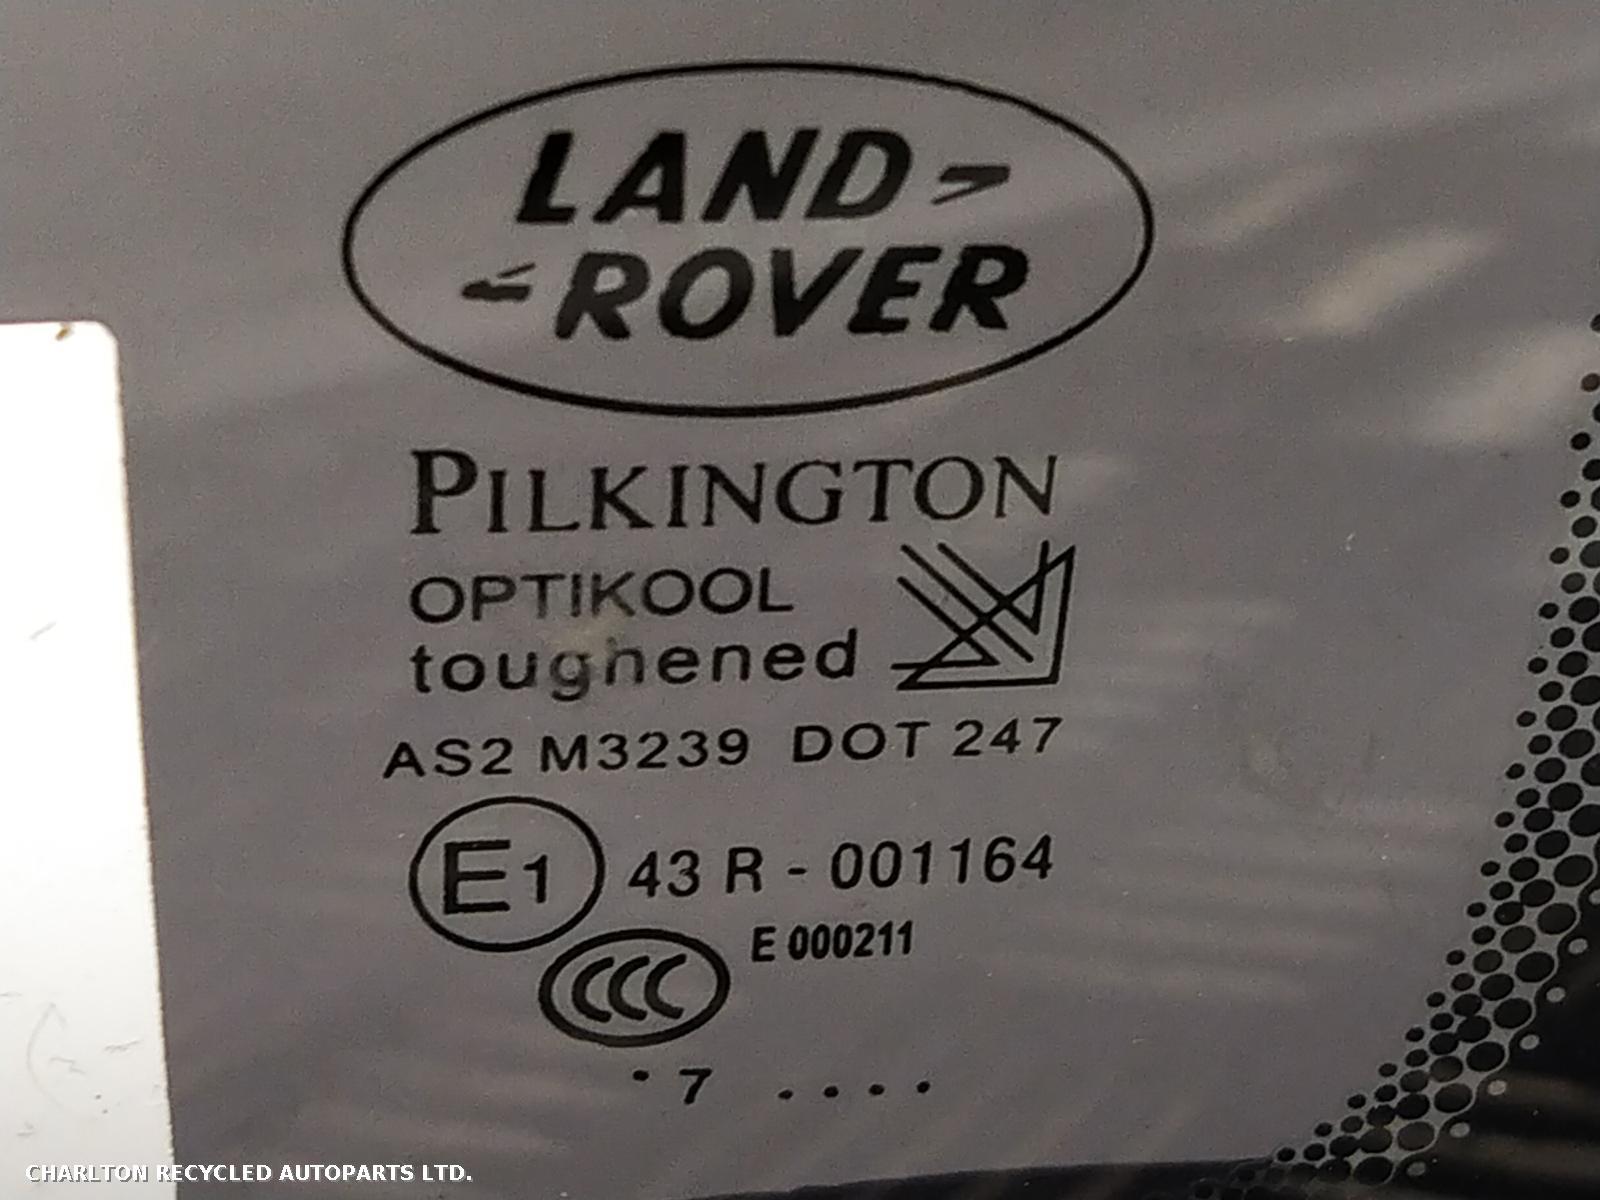 LAND
ROVER
PILKINGTON
OPTIKOOL
toughened
AS2 M3239 DOT 247
E1 43 R - 001164
E 000211
CCC
. 7 . . . .
CHARLTON RECYCLED AUTOPARTS LTD.